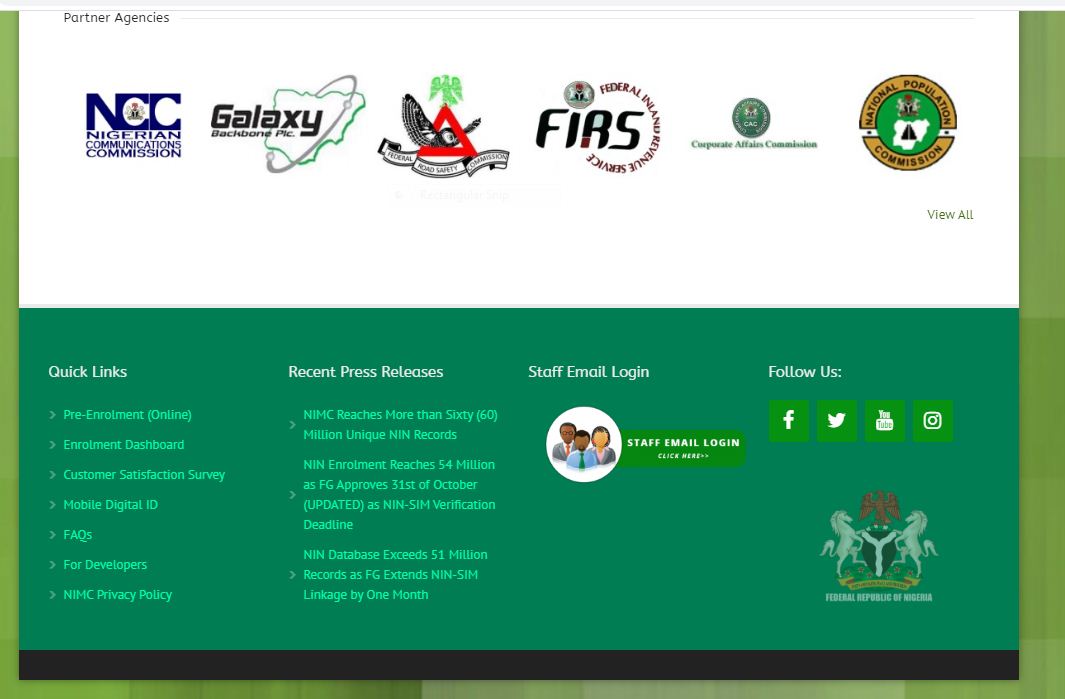 Partner Agencies
NCC
NIGERIAN
COMMUNICATIONS
COMMISSION
Galaxy
Backbone Plc.
FEDERAL ROAD SAFETY COMMISSION
FIRS
FEDERAL INLAND REVENUE SERVICE
CAC
Corporate Affairs Commission
NATIONAL POPULATION COMMISSION
Rectangular Snip
View All
Quick Links
Pre-Enrolment (Online)
Enrolment Dashboard
Customer Satisfaction Survey
Mobile Digital ID
FAQs
For Developers
NIMC Privacy Policy
Recent Press Releases
NIMC Reaches More than Sixty (60)
Million Unique NIN Records
NIN Enrolment Reaches 54 Million
as FG Approves 31st of October
(UPDATED) as NIN-SIM Verification
Deadline
NIN Database Exceeds 51 Million
Records as FG Extends NIN-SIM
Linkage by One Month
Staff Email Login
STAFF EMAIL LOGIN
CLICK HERE>>
Follow Us:
You
Tube
FEDERAL REPUBLIC OF NIGERIA